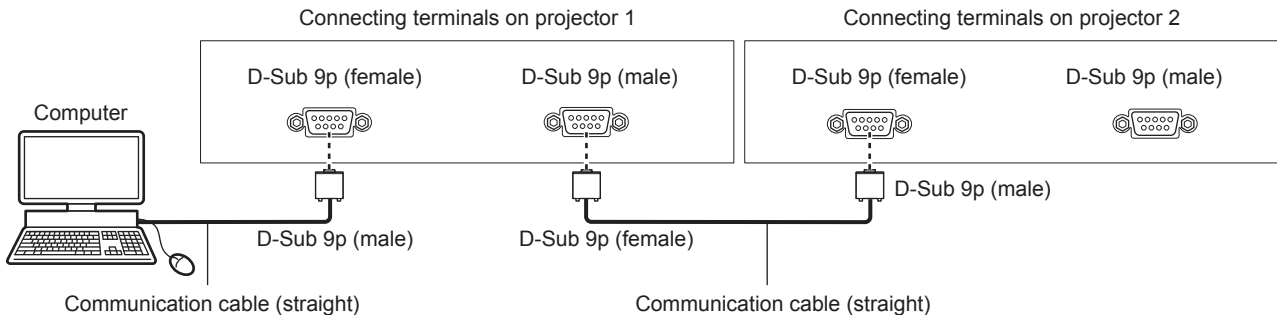 Connecting terminals on projector 1
Connecting terminals on projector 2
D-Sub 9p (female)
D-Sub 9p (male)
D-Sub 9p (female)
D-Sub 9p (male)
Computer
D-Sub 9p (male)
D-Sub 9p (male)
D-Sub 9p (female)
Communication cable (straight)
Communication cable (straight)